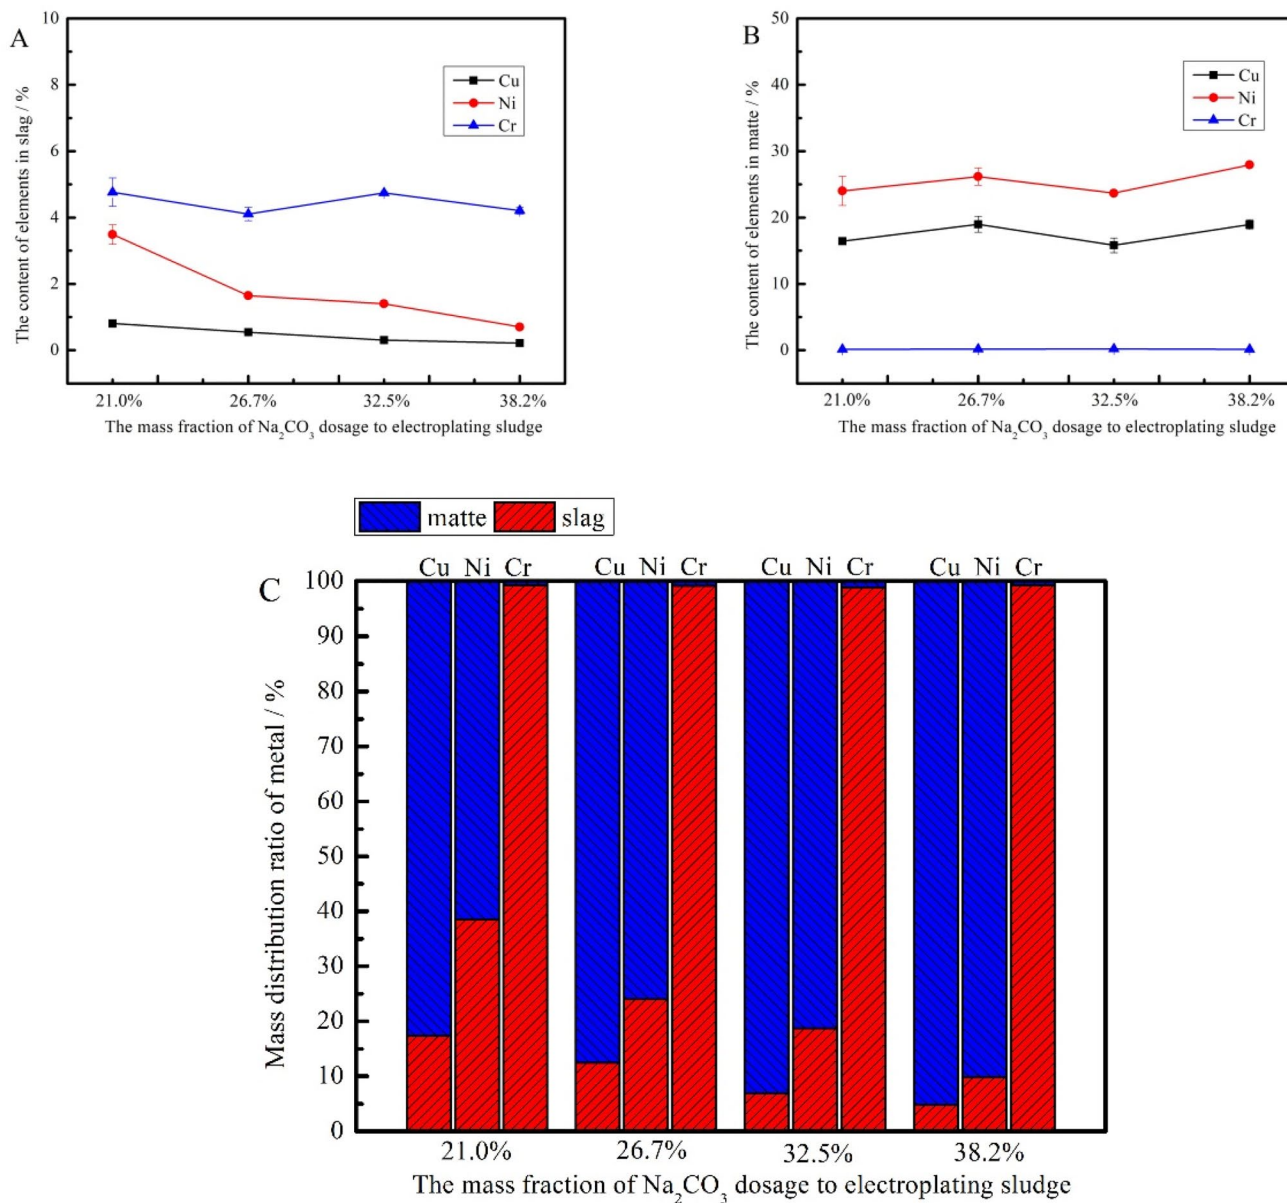 A
The content of elements in slag / %
10
8
6
4
2
0
Cu
Ni
Cr
21.0% 26.7% 32.5% 38.2%
The mass fraction of Na₂CO₃ dosage to electroplating sludge
B
The content of elements in matte / %
50
40
30
20
10
0
Cu
Ni
Cr
21.0% 26.7% 32.5% 38.2%
The mass fraction of Na₂CO₃ dosage to electroplating sludge
matte slag
C
Cu Ni Cr Cu Ni Cr Cu Ni Cr Cu Ni Cr
Mass distribution ratio of metal / %
100
90
80
70
60
50
40
30
20
10
0
21.0% 26.7% 32.5% 38.2%
The mass fraction of Na₂CO₃ dosage to electroplating sludge